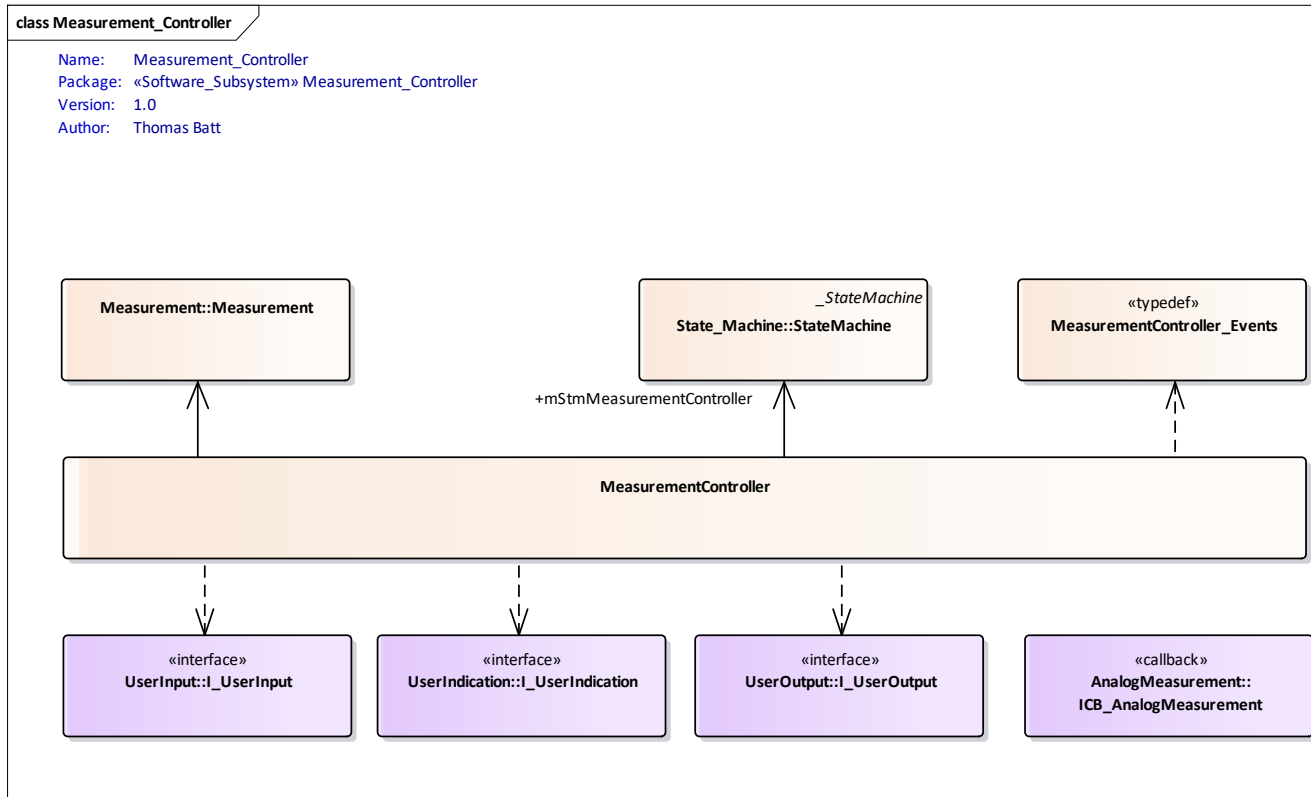 class Measurement_Controller
Name: Measurement_Controller
Package: «Software_Subsystem» Measurement_Controller
Version: 1.0
Author: Thomas Batt
Measurement::Measurement
_StateMachine
State_Machine::StateMachine
«typedef»
MeasurementController_Events
+mStmMeasurementController
MeasurementController
«interface»
UserInput::I_UserInput
«interface»
UserIndication::I_UserIndication
«interface»
UserOutput::I_UserOutput
«callback»
AnalogMeasurement::
ICB_AnalogMeasurement